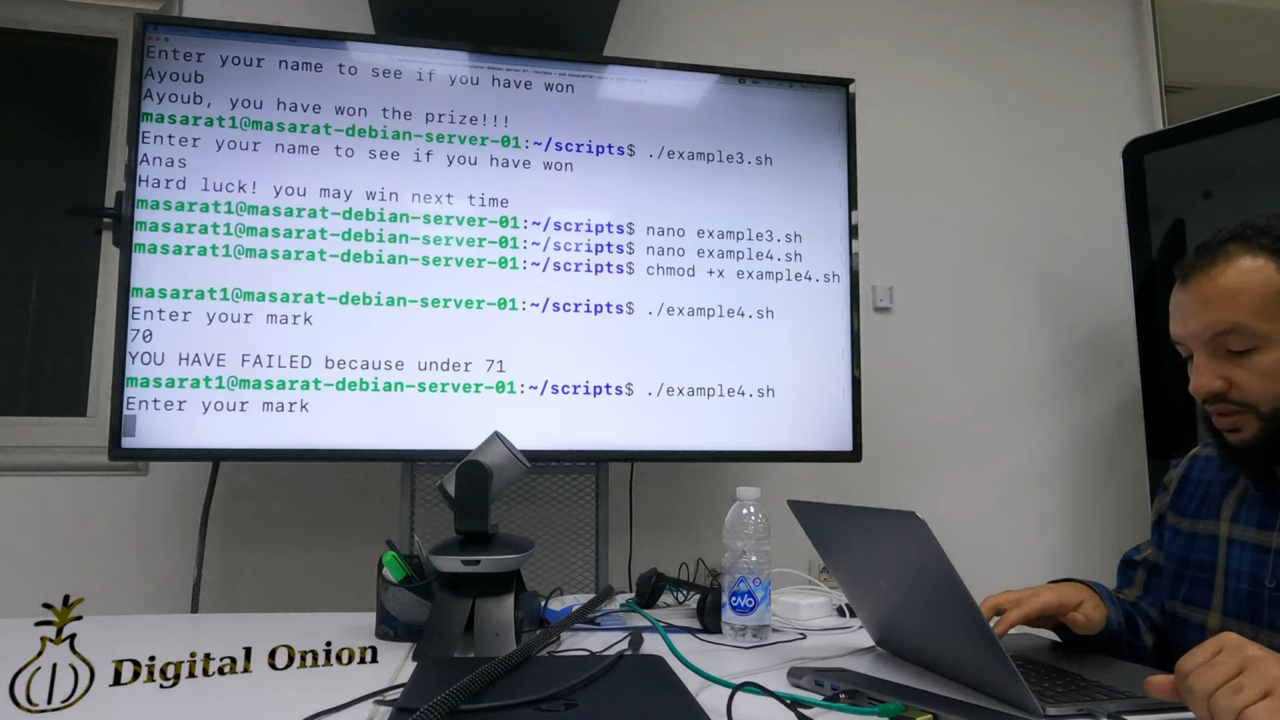 Enter your name to see if you have won
Ayoub
Ayoub, you have won the prize!!!
masarat1@masarat-debian-server-01:~/scripts$ ./example3.sh
Enter your name to see if you have won
Anas
Hard luck! you may win next time
masarat1@masarat-debian-server-01:~/scripts$ nano example3.sh
masarat1@masarat-debian-server-01:~/scripts$ nano example4.sh
masarat1@masarat-debian-server-01:~/scripts$ chmod +x example4.sh
masarat1@masarat-debian-server-01:~/scripts$ ./example4.sh
Enter your mark
70
YOU HAVE FAILED because under 71
masarat1@masarat-debian-server-01:~/scripts$ ./example4.sh
Enter your mark
Digital Onion